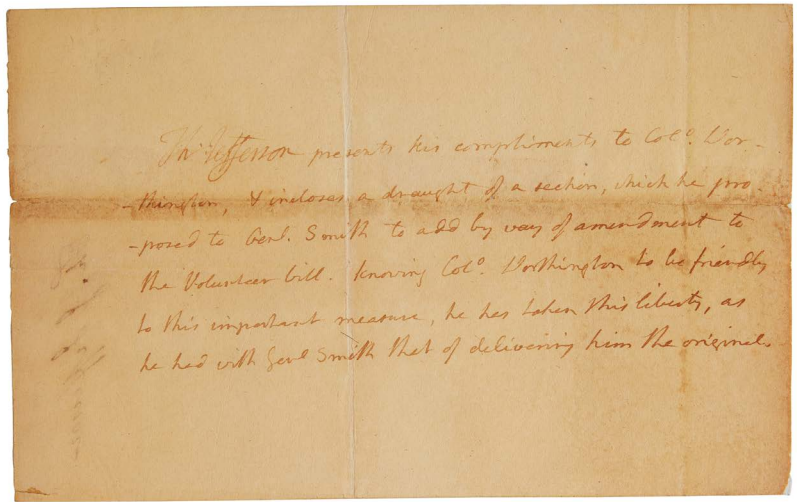 Th: Jefferson presents his compliments to Colº. Wor-
-thington, & incloses a draught of a section, which he pro-
-posed to Genl. Smith to add by way of amendment to
the Volunteer bill. knowing Colº. Worthington to be friendly
to this important measure, he has taken this liberty, as
he had with Genl Smith that of delivering him the original.